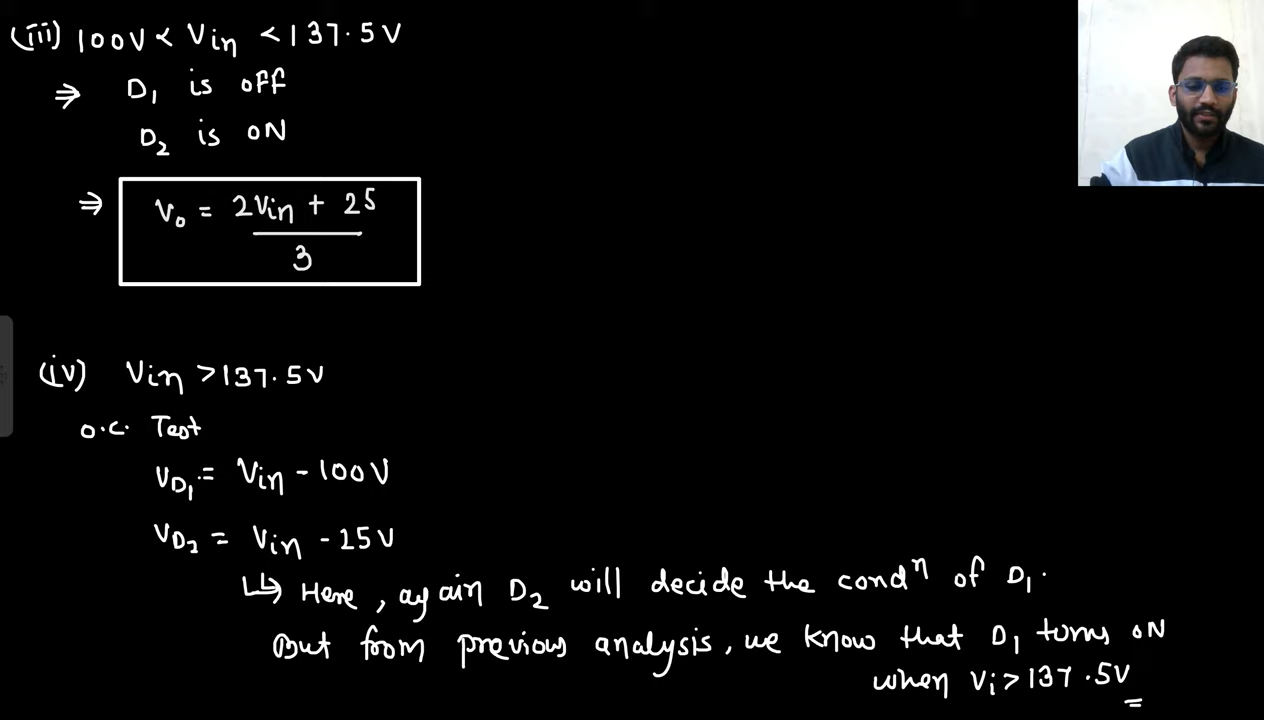 (iii) 100V < Vin < 137.5V
⇒ D₁ is OFF
D₂ is ON
⇒ V₀ = 2Vin + 25
3
(iv) Vin > 137.5V
O.C. Test
VD₁ = Vin - 100V
VD₂ = Vin - 25V
↳ Here, again D₂ will decide the condⁿ of D₁.
But from previous analysis, we know that D₁ turns ON
when Vi > 137.5V